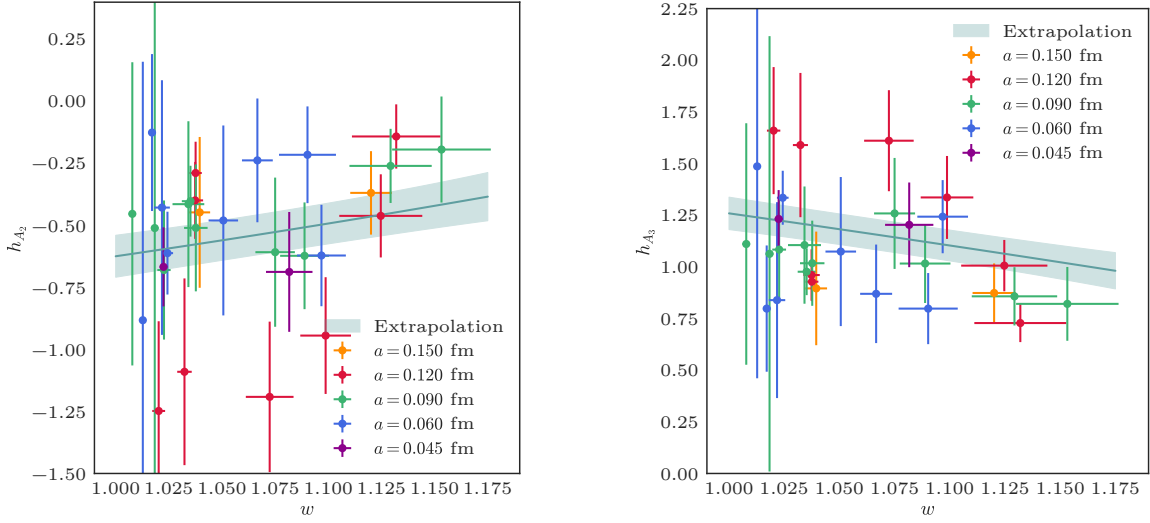 0.25
0.00
−0.25
−0.50
−0.75
−1.00
−1.25
−1.50
h_{A_2}
Extrapolation
a = 0.150 fm
a = 0.120 fm
a = 0.090 fm
a = 0.060 fm
a = 0.045 fm
1.000 1.025 1.050 1.075 1.100 1.125 1.150 1.175
w
2.25
2.00
1.75
1.50
1.25
1.00
0.75
0.50
0.25
0.00
h_{A_3}
Extrapolation
a = 0.150 fm
a = 0.120 fm
a = 0.090 fm
a = 0.060 fm
a = 0.045 fm
1.000 1.025 1.050 1.075 1.100 1.125 1.150 1.175
w